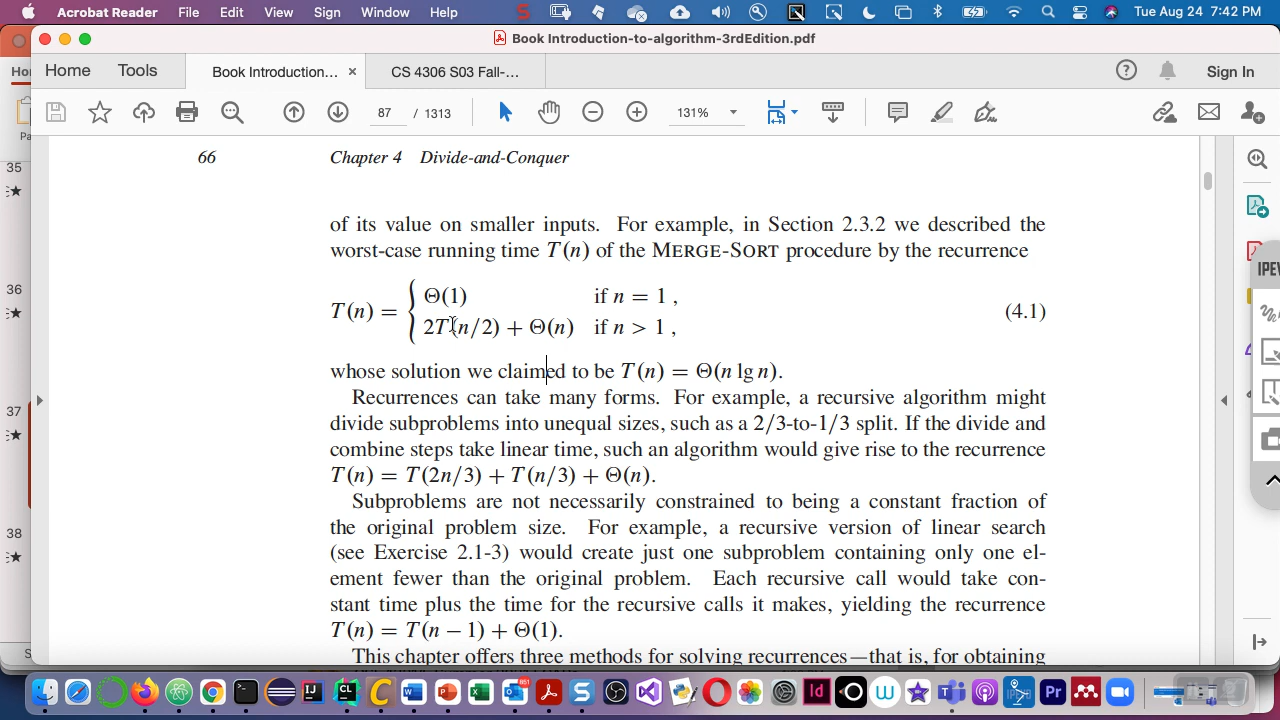 Acrobat Reader File Edit View Sign Window Help Tue Aug 24 7:42 PM
Book Introduction-to-algorithm-3rdEdition.pdf
Home Tools Book Introduction... × CS 4306 S03 Fall-... Sign In
87 / 1313 131%
35
36
37
38
66 Chapter 4 Divide-and-Conquer
of its value on smaller inputs. For example, in Section 2.3.2 we described the
worst-case running time T(n) of the MERGE-SORT procedure by the recurrence
T(n) = { Θ(1) if n = 1 ,
2T(n/2) + Θ(n) if n > 1 ,
(4.1)
whose solution we claimed to be T(n) = Θ(n lg n).
Recurrences can take many forms. For example, a recursive algorithm might
divide subproblems into unequal sizes, such as a 2/3-to-1/3 split. If the divide and
combine steps take linear time, such an algorithm would give rise to the recurrence
T(n) = T(2n/3) + T(n/3) + Θ(n).
Subproblems are not necessarily constrained to being a constant fraction of
the original problem size. For example, a recursive version of linear search
(see Exercise 2.1-3) would create just one subproblem containing only one el-
ement fewer than the original problem. Each recursive call would take con-
stant time plus the time for the recursive calls it makes, yielding the recurrence
T(n) = T(n − 1) + Θ(1).
This chapter offers three methods for solving recurrences—that is, for obtaining